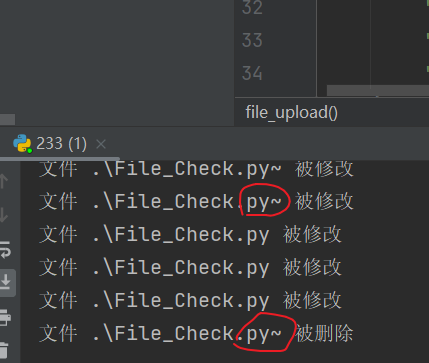 32
33
34
file_upload()
233 (1)
文件 .\File_Check.py~ 被修改
文件 .\File_Check.py~ 被修改
文件 .\File_Check.py 被修改
文件 .\File_Check.py 被修改
文件 .\File_Check.py 被修改
文件 .\File_Check.py~ 被删除